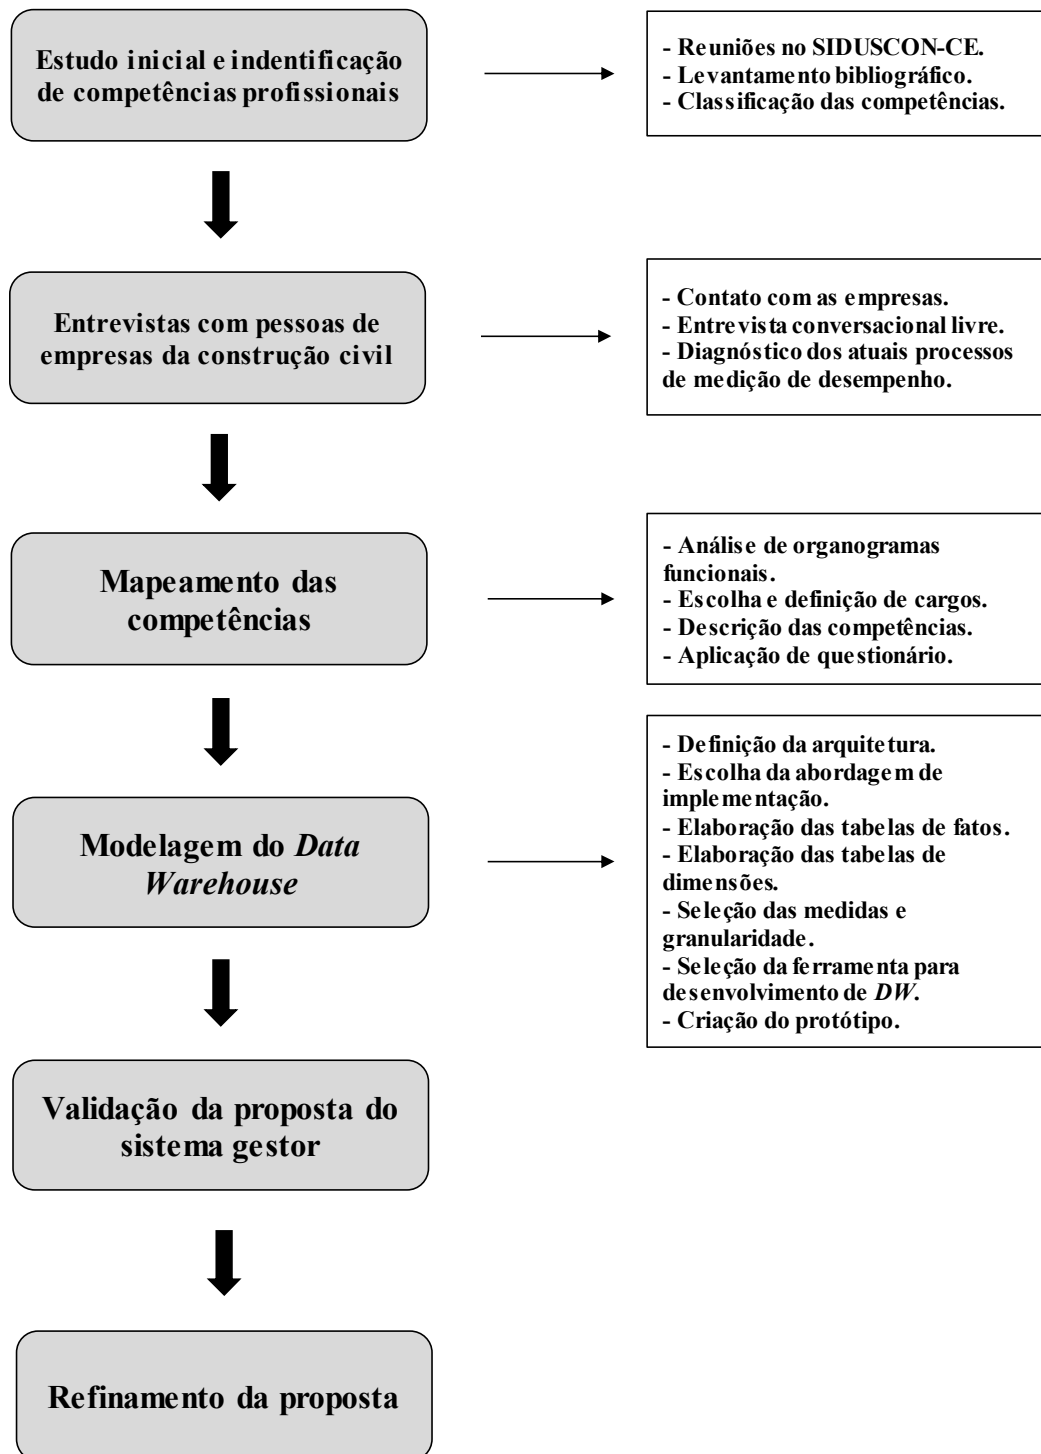 Estudo inicial e indentificação
de competências profissionais
- Reuniões no SIDUSCON-CE.
- Levantamento bibliográfico.
- Classificação das competências.
Entrevistas com pessoas de
empresas da construção civil
- Contato com as empresas.
- Entrevista conversacional livre.
- Diagnóstico dos atuais processos
de medição de desempenho.
Mapeamento das
competências
- Análise de organogramas
funcionais.
- Escolha e definição de cargos.
- Descrição das competências.
- Aplicação de questionário.
Modelagem do Data
Warehouse
- Definição da arquitetura.
- Escolha da abordagem de
implementação.
- Elaboração das tabelas de fatos.
- Elaboração das tabelas de
dimensões.
- Seleção das medidas e
granularidade.
- Seleção da ferramenta para
desenvolvimento de DW.
- Criação do protótipo.
Validação da proposta do
sistema gestor
Refinamento da proposta